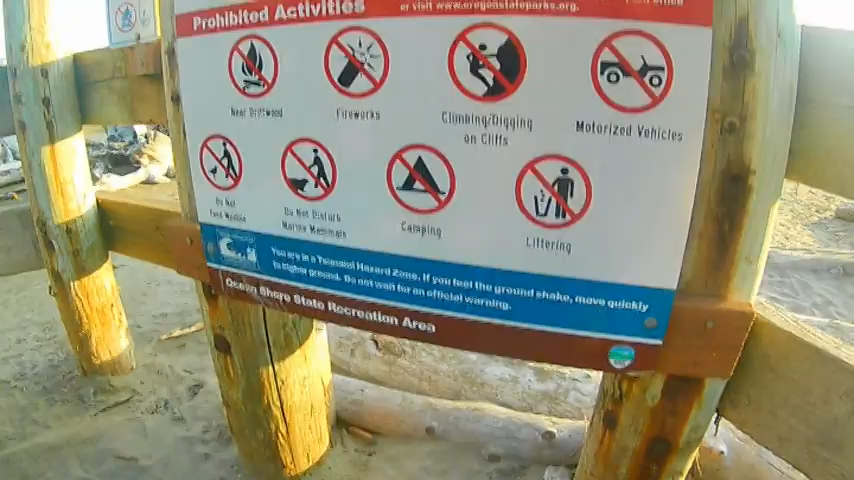 Prohibited Activities
or visit www.oregonstateparks.org.
Near Driftwood
Fireworks
Climbing/Digging
on Cliffs
Motorized Vehicles
Do Not
Do Not Disturb
Marine Mammals
Camping
Littering
You are in a Tsunami Hazard Zone. If you feel the ground shake, move quickly
to higher ground. Do not wait for an official warning.
Ocean Shore State Recreation Area